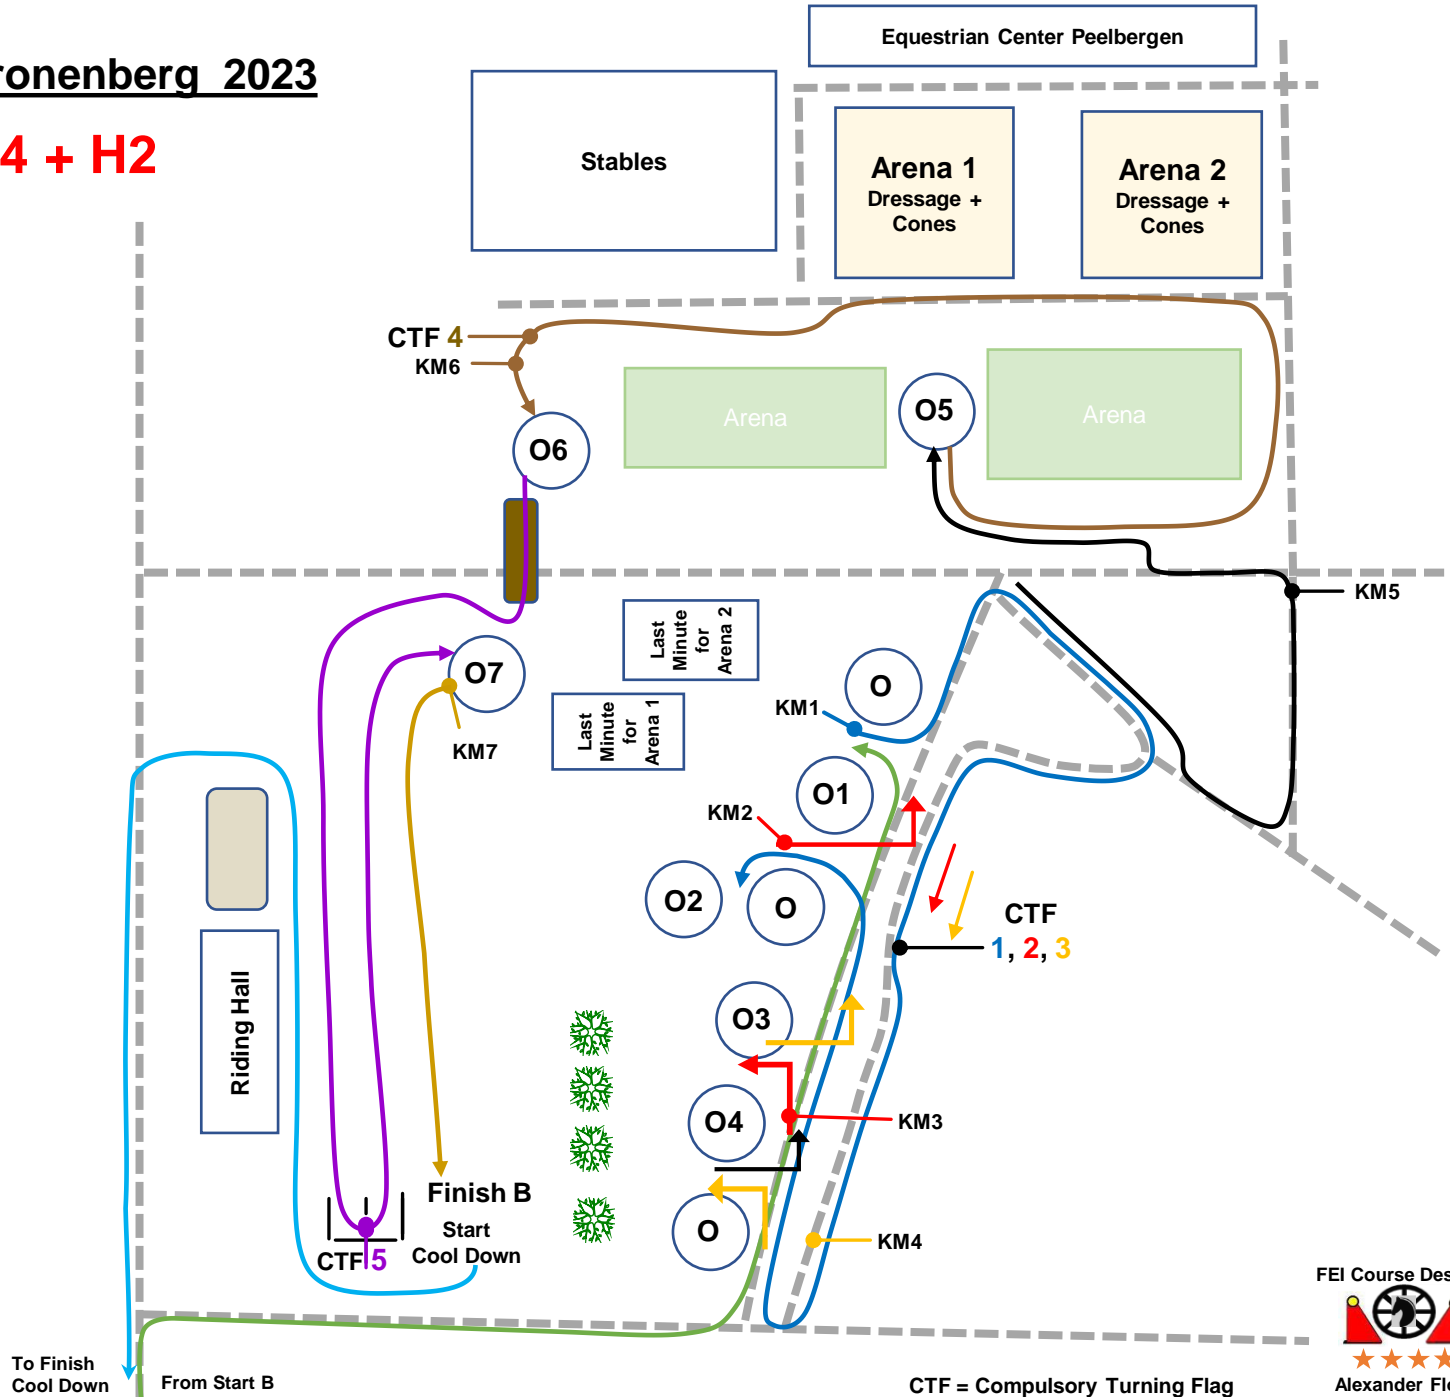 Equestrian Center Peelbergen
ronenberg 2023
4 + H2
Stables
Arena 1
Dressage +
Cones
Arena 2
Dressage +
Cones
CTF 4
KM6
Arena
O5
Arena
O6
KM5
Last
Minute
for
Arena 2
O7
O
KM1
Last
Minute
for
Arena 1
KM7
O1
KM2
O2
O
CTF
1, 2, 3
O3
Riding Hall
O4
KM3
Finish B
Start
Cool Down
O
KM4
CTF 5
FEI Course Des
To Finish
Cool Down
From Start B
CTF = Compulsory Turning Flag
Alexander Fl